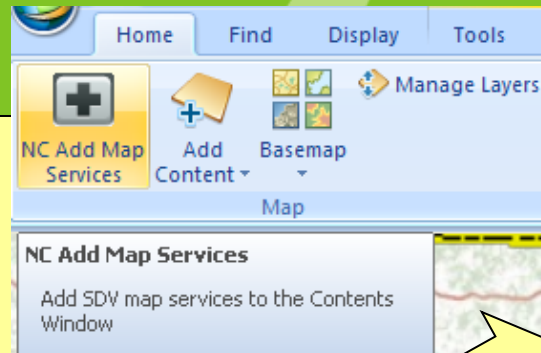 Home Find Display Tools
Manage Layers
NC Add Map Add Basemap
Services Content
Map
NC Add Map Services
Add SDV map services to the Contents
Window